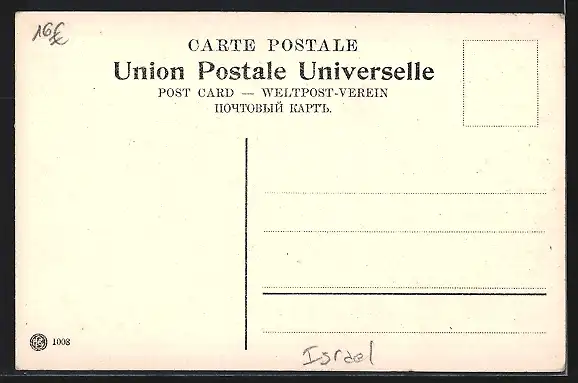 16€
CARTE POSTALE
Union Postale Universelle
POST CARD — WELTPOST-VEREIN
ПОЧТОВЫЙ КАРТЪ.
1008
Israel